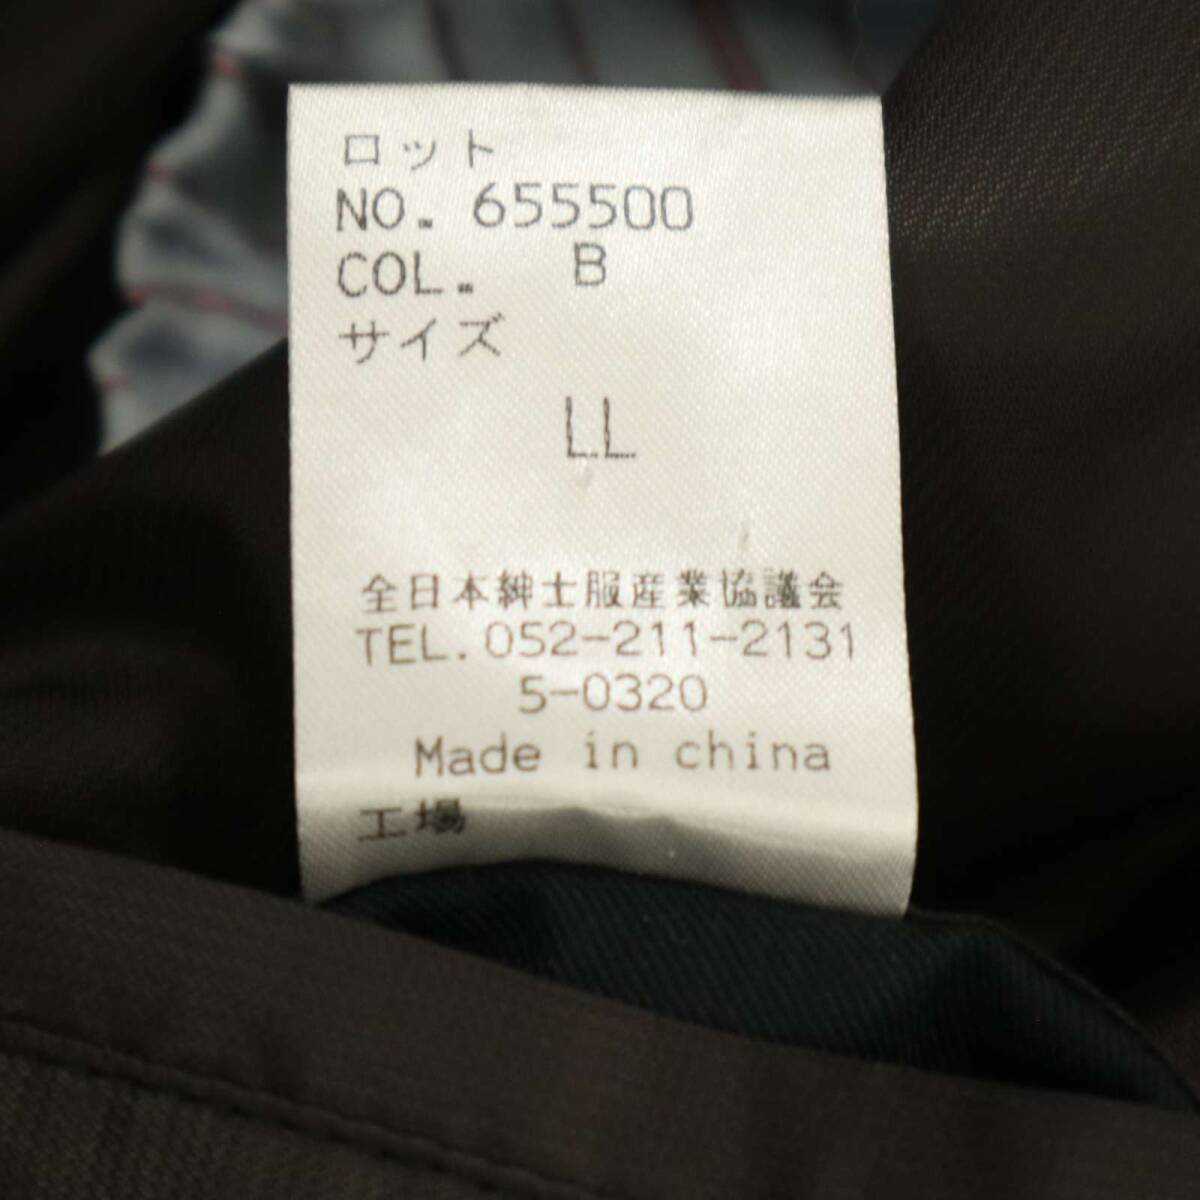 ロット
NO. 655500
COL. B
サイズ
LL
全日本紳士服産業協議会
TEL.052-211-2131
5-0320
Made in china
工場